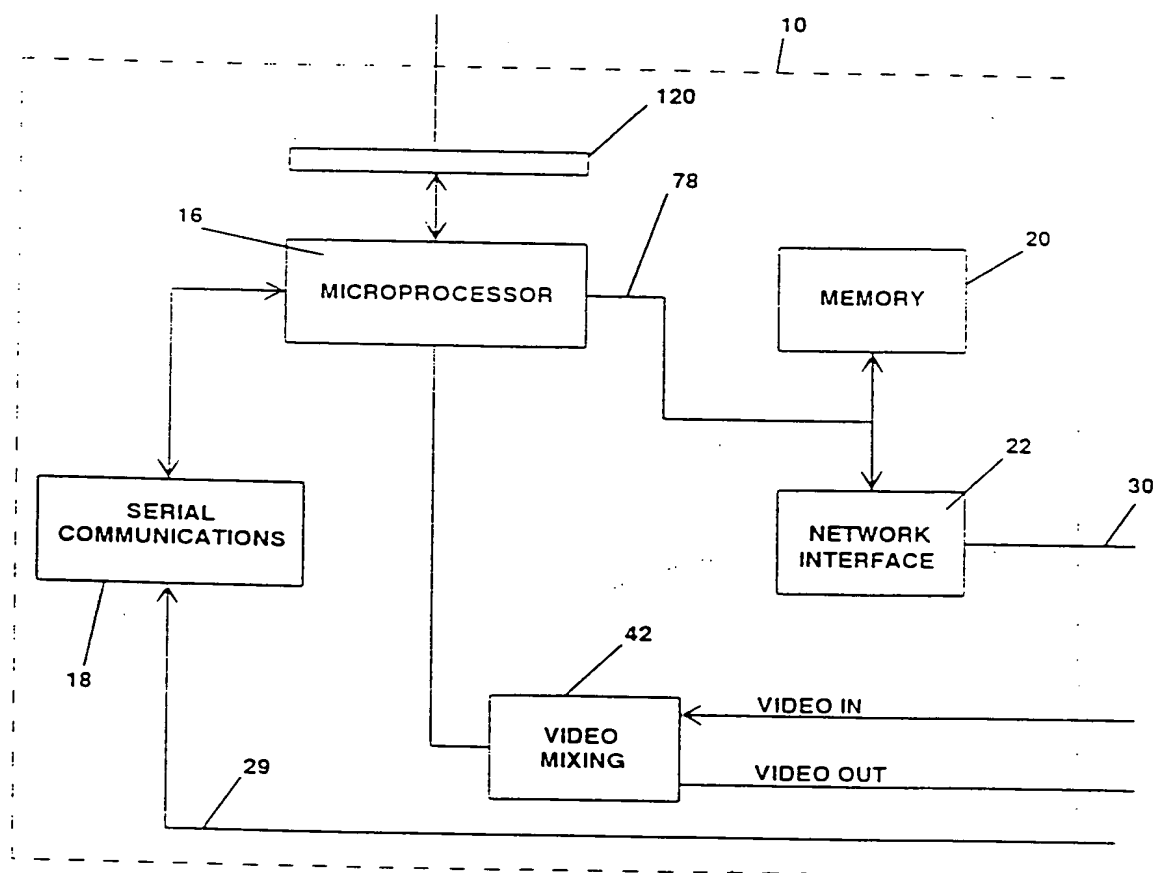 10
120
78
16
20
MICROPROCESSOR
MEMORY
22
30
SERIAL
COMMUNICATIONS
NETWORK
INTERFACE
18
42
VIDEO IN
VIDEO
MIXING
VIDEO OUT
29